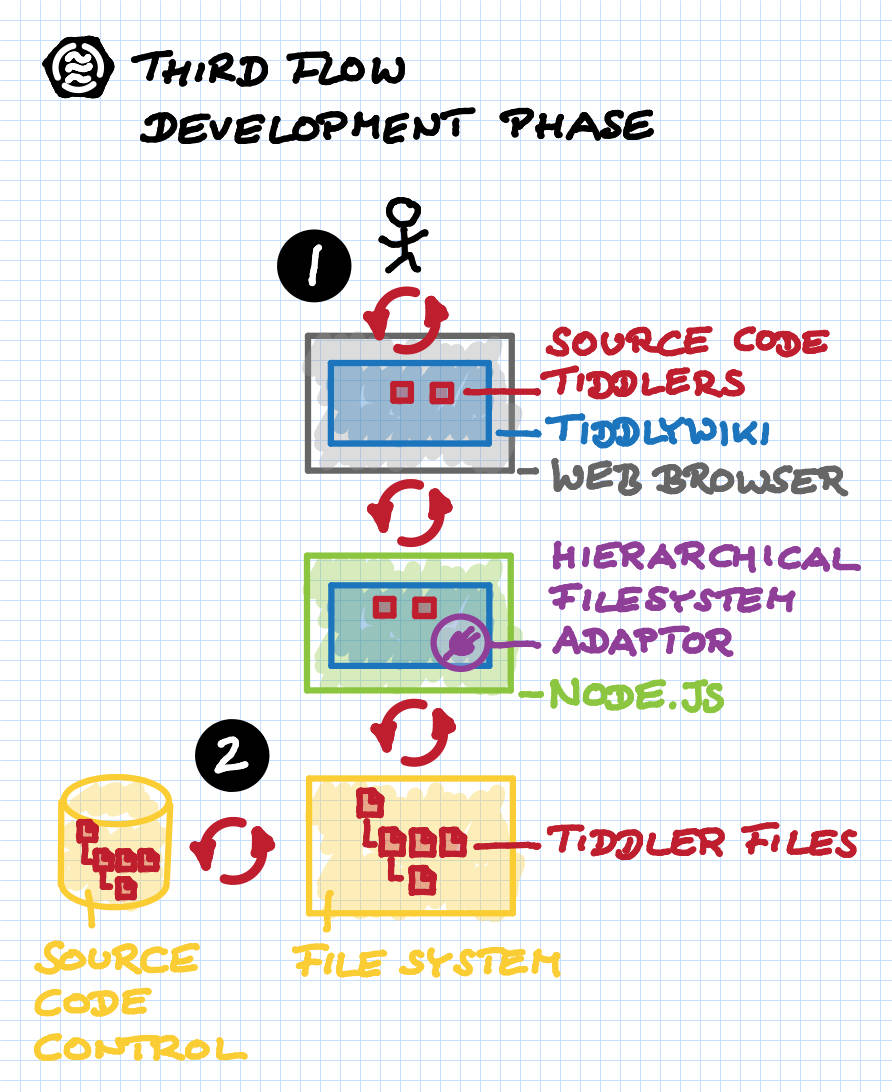 THIRD FLOW
DEVELOPMENT PHASE
1
SOURCE CODE
TIDDLERS
TIDDLYWIKI
WEB BROWSER
HIERARCHICAL
FILESYSTEM
ADAPTOR
NODE.JS
2
TIDDLER FILES
SOURCE
CODE
CONTROL
FILE SYSTEM